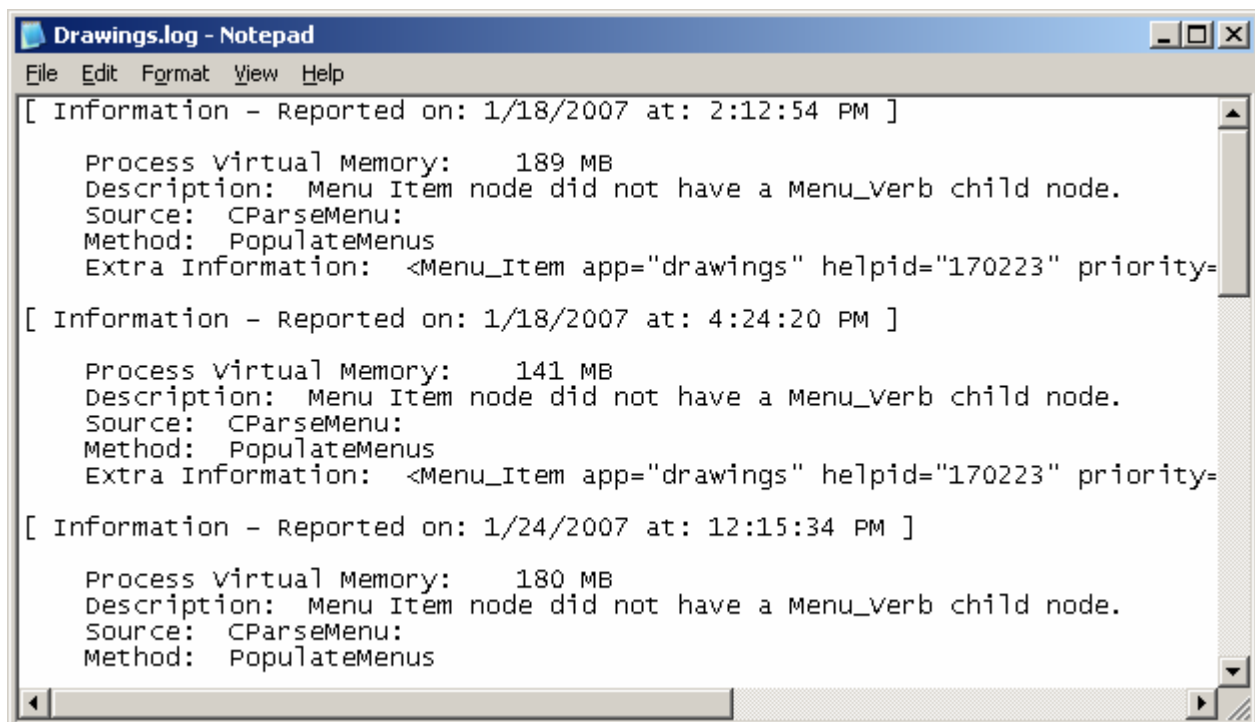 Drawings.log - Notepad
File Edit Format View Help
[ Information – Reported on: 1/18/2007 at: 2:12:54 PM ]
Process Virtual Memory: 189 MB
Description: Menu Item node did not have a Menu_Verb child node.
Source: CParseMenu:
Method: PopulateMenus
Extra Information: <Menu_Item app="drawings" helpid="170223" priority=
[ Information – Reported on: 1/18/2007 at: 4:24:20 PM ]
Process Virtual Memory: 141 MB
Description: Menu Item node did not have a Menu_Verb child node.
Source: CParseMenu:
Method: PopulateMenus
Extra Information: <Menu_Item app="drawings" helpid="170223" priority=
[ Information – Reported on: 1/24/2007 at: 12:15:34 PM ]
Process Virtual Memory: 180 MB
Description: Menu Item node did not have a Menu_Verb child node.
Source: CParseMenu:
Method: PopulateMenus